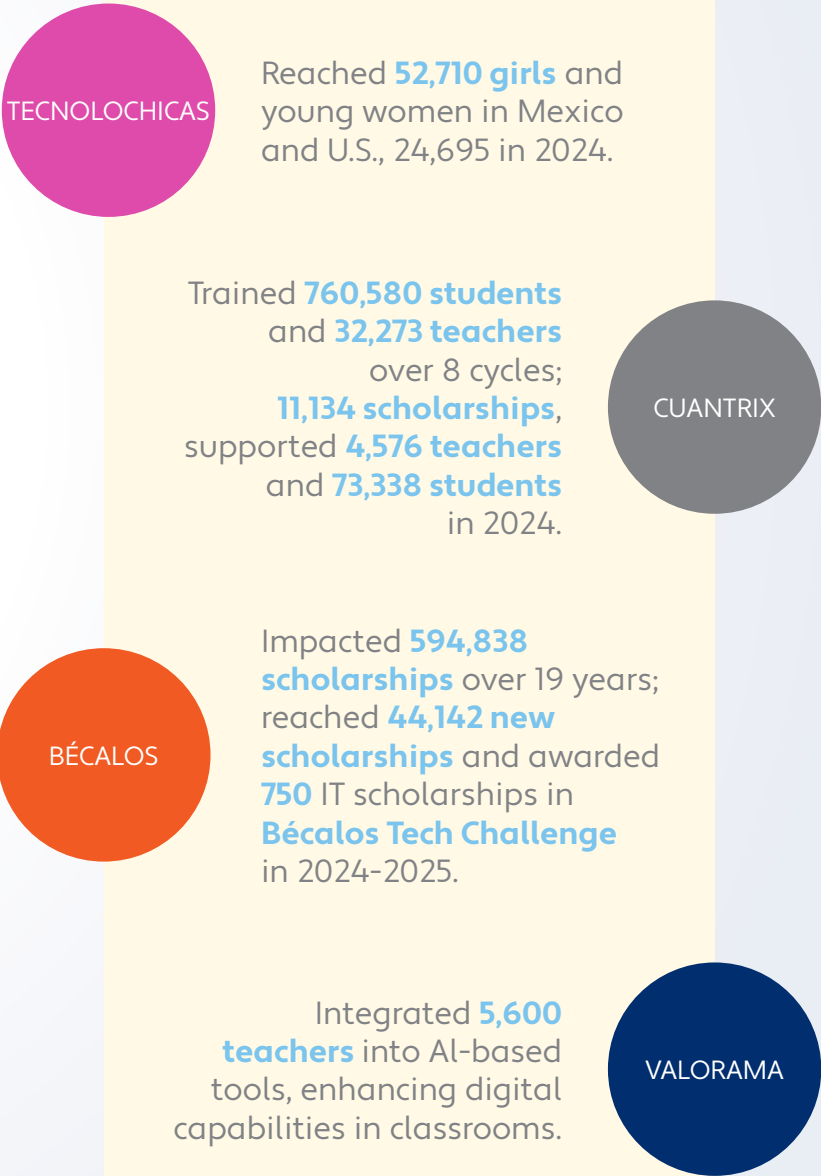 TECNOLOCHICAS
Reached 52,710 girls and
young women in Mexico
and U.S., 24,695 in 2024.
Trained 760,580 students
and 32,273 teachers
over 8 cycles;
11,134 scholarships,
supported 4,576 teachers
and 73,338 students
in 2024.
CUANTRIX
Impacted 594,838
scholarships over 19 years;
reached 44,142 new
scholarships and awarded
750 IT scholarships in
Bécalos Tech Challenge
in 2024-2025.
BÉCALOS
Integrated 5,600
teachers into Al-based
tools, enhancing digital
capabilities in classrooms.
VALORAMA